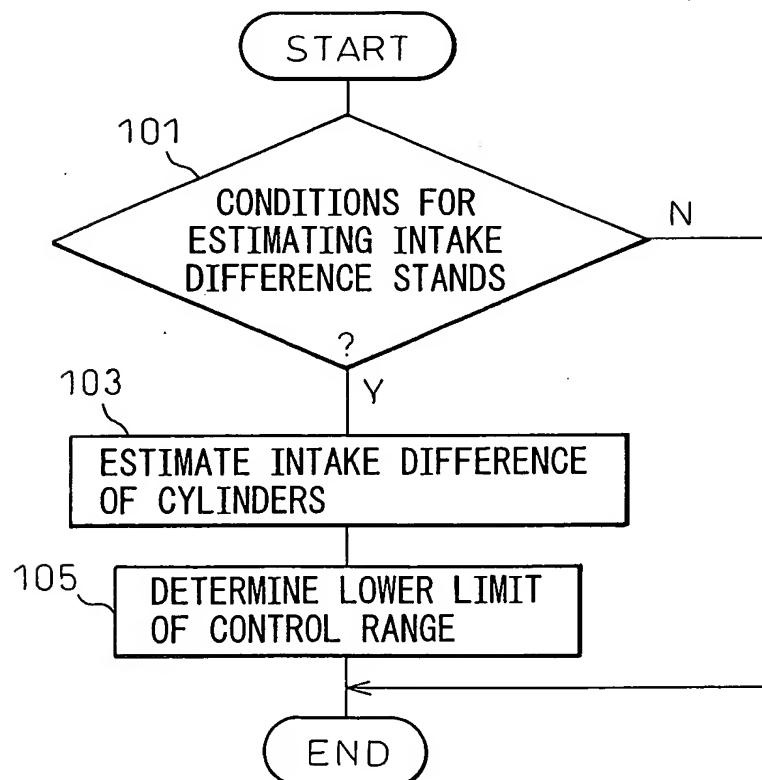 START
101
CONDITIONS FOR
ESTIMATING INTAKE
DIFFERENCE STANDS
?
N
Y
103
ESTIMATE INTAKE DIFFERENCE
OF CYLINDERS
105
DETERMINE LOWER LIMIT
OF CONTROL RANGE
END